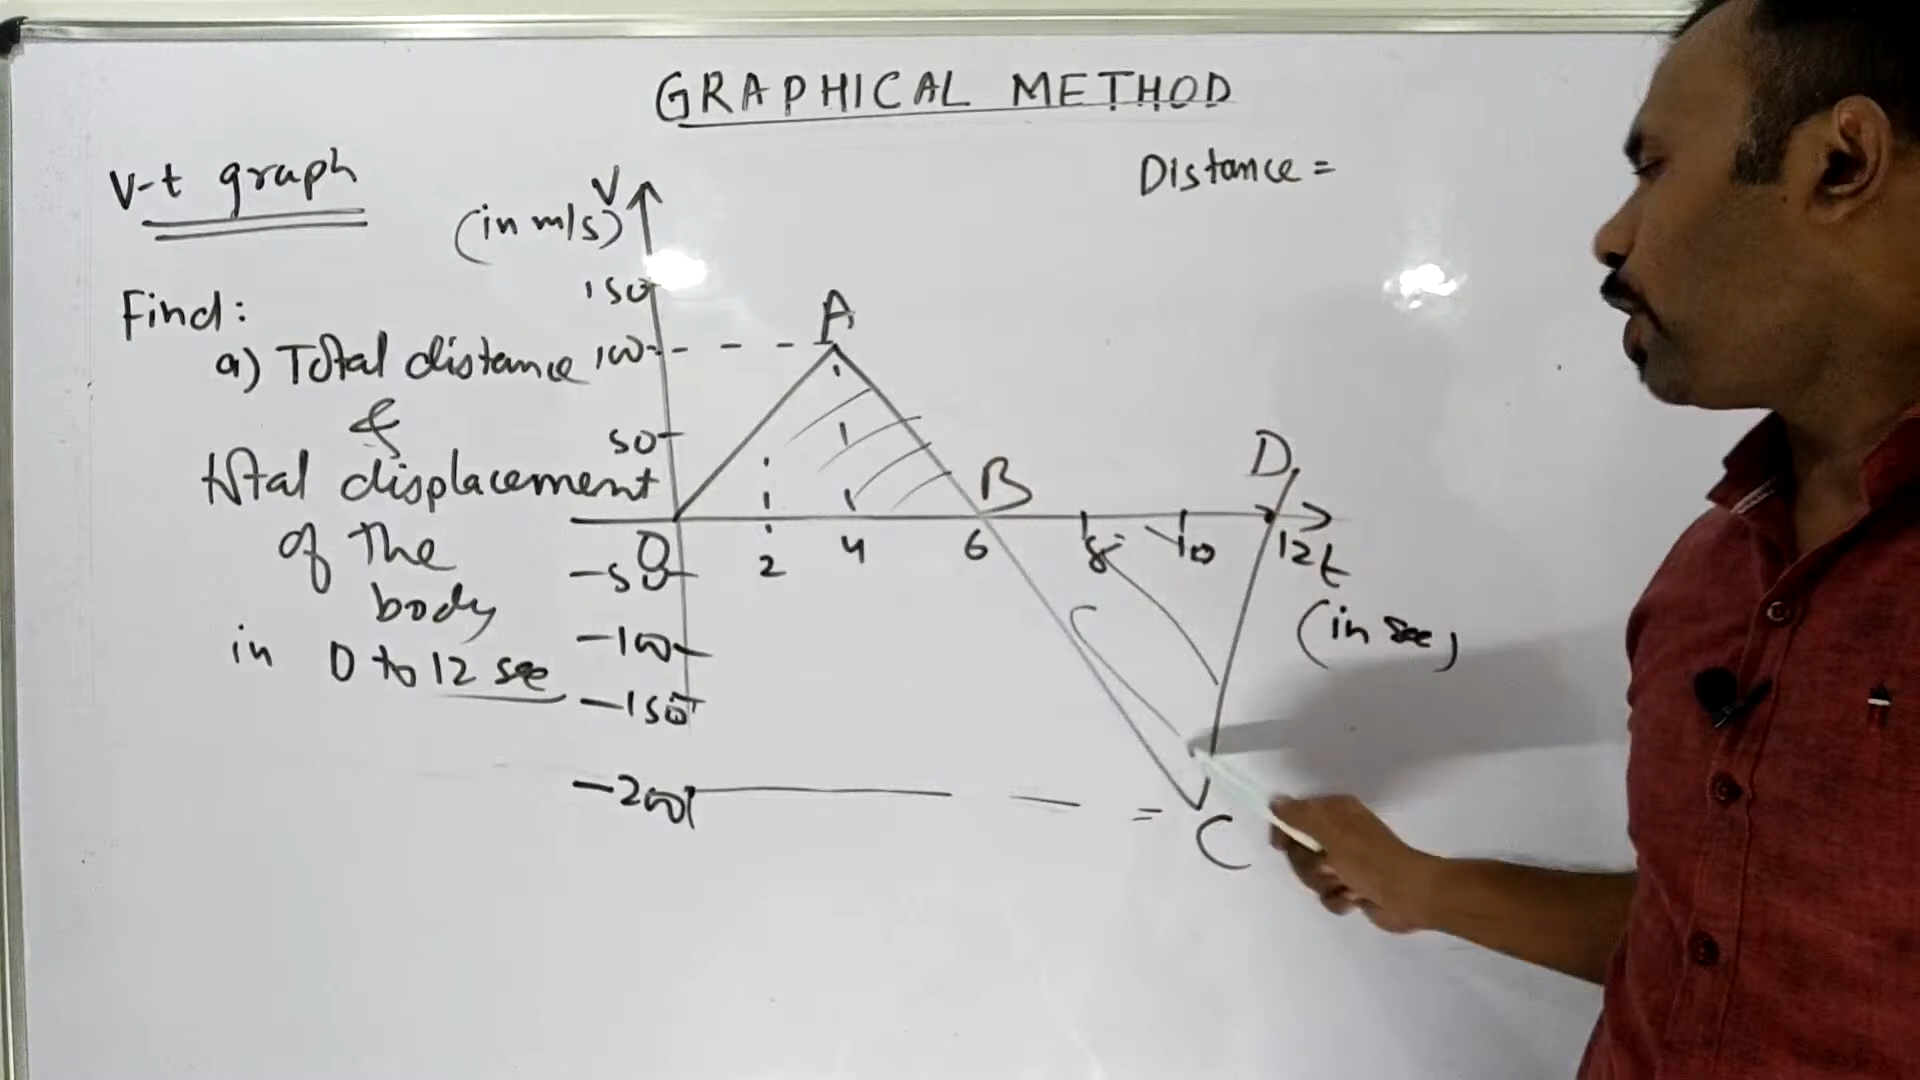 GRAPHICAL METHOD
v-t graph
Distance =
V
(in m/s)
Find:
a) Total distance
&
total displacement
of the
body
in 0 to 12 sec
150
100
50
-50
-100
-150
-200
A
B
C
D
O
2
4
6
8
10
12
t
(in sec)